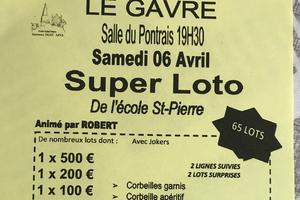 LE GAVRE
Salle du Pontrais 19H30
Samedi 06 Avril
Super Loto
De l'école St-Pierre
Animé par ROBERT
65 LOTS
De nombreux lots dont : Avec Jokers
1 x 500 €
2 LIGNES SUIVIES
1 x 200 €
2 LOTS SURPRISES
1 x 100 €
➢ Corbeilles garnis
➢ Corbeille apéritif